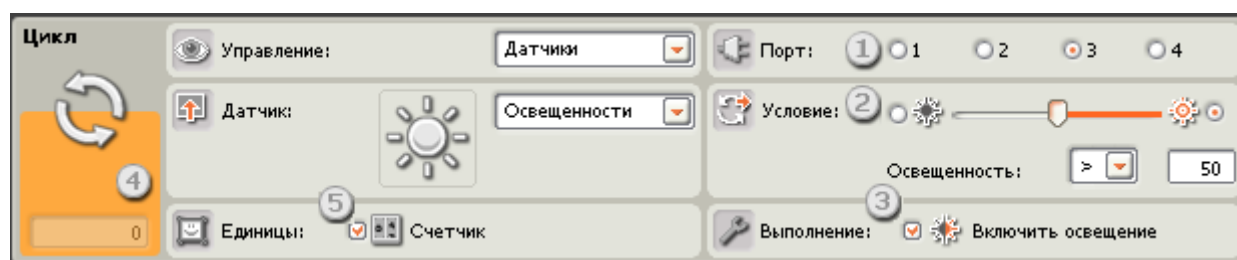 Цикл
Управление: Датчики
Порт: 1 1 2 3 4
Датчик: Освещенности
Условие: 2
Освещенность: > 50
4
5
3
0
Единицы: Счетчик
Выполнение: Включить освещение